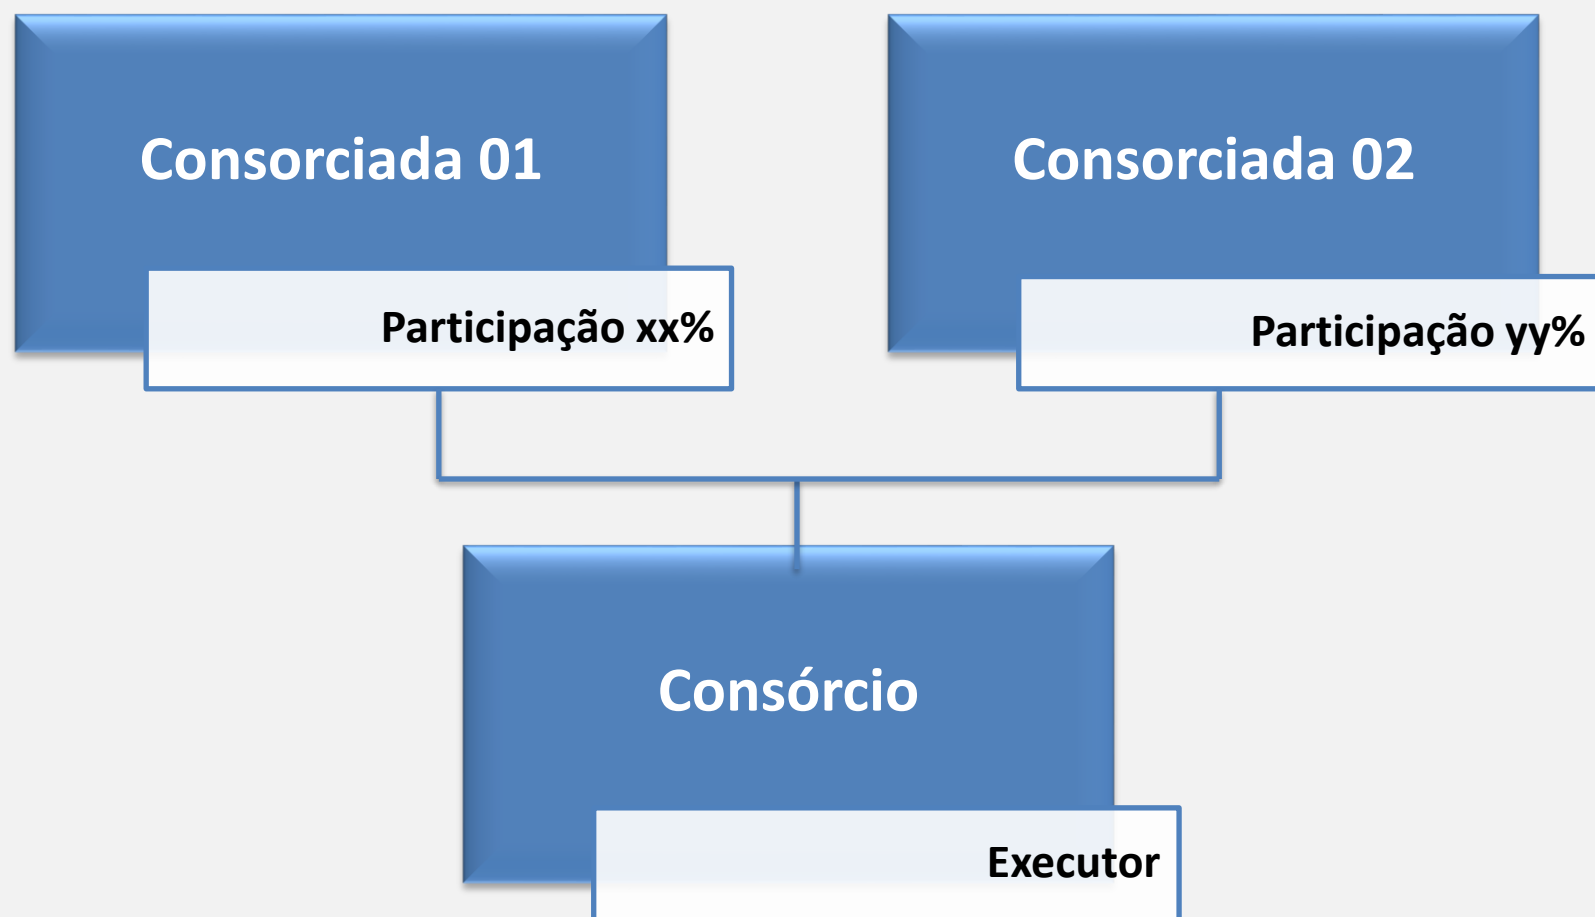 Consorciada 01
Consorciada 02
Participação xx%
Participação yy%
Consórcio
Executor